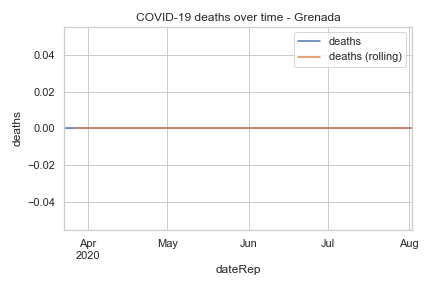 COVID-19 deaths over time - Grenada
deaths
deaths (rolling)
0.04
0.02
0.00
−0.02
−0.04
deaths
Apr
2020
May
Jun
Jul
Aug
dateRep